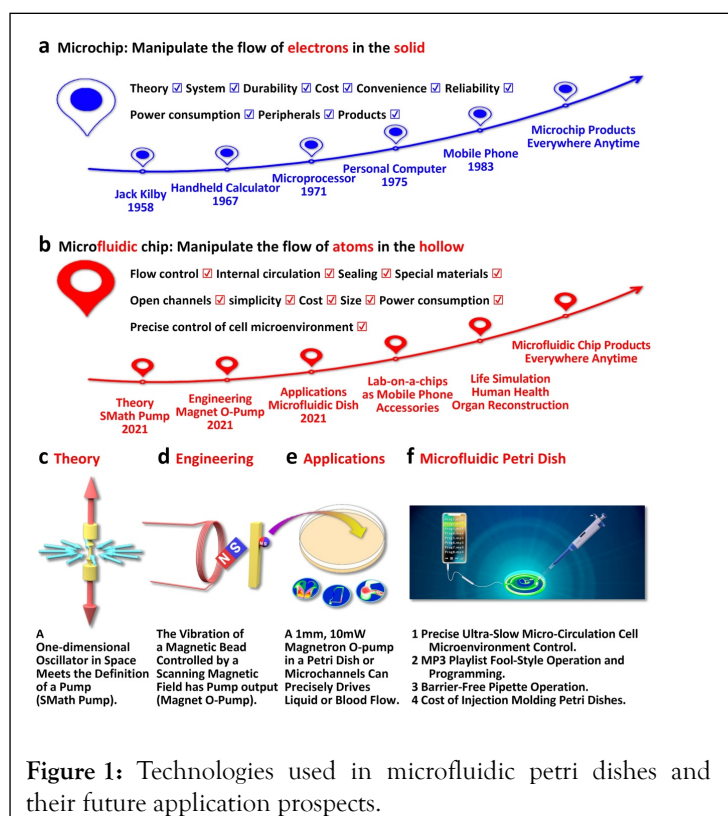 a Microchip: Manipulate the flow of electrons in the solid
Theory ☑ System ☑ Durability ☑ Cost ☑ Convenience ☑ Reliability ☑
Power consumption ☑ Peripherals ☑ Products ☑
Jack Kilby
1958
Handheld Calculator
1967
Microprocessor
1971
Personal Computer
1975
Mobile Phone
1983
Microchip Products
Everywhere Anytime
b Microfluidic chip: Manipulate the flow of atoms in the hollow
Flow control ☑ Internal circulation ☑ Sealing ☑ Special materials ☑
Open channels ☑ simplicity ☑ Cost ☑ Size ☑ Power consumption ☑
Precise control of cell microenvironment ☑
Theory
SMath Pump
2021
Engineering
Magnet O-Pump
2021
Applications
Microfluidic Dish
2021
Lab-on-a-chips
as Mobile Phone
Accessories
Life Simulation
Human Health
Organ Reconstruction
Microfluidic Chip Products
Everywhere Anytime
c Theory
A
One-dimensional
Oscillator in Space
Meets the Definition
of a Pump
(SMath Pump).
d Engineering
N S
The Vibration of
a Magnetic Bead
Controlled by a
Scanning Magnetic
Field has Pump output
(Magnet O-Pump).
e Applications
A 1mm, 10mW
Magnetron O-pump
in a Petri Dish or
Microchannels Can
Precisely Drives
Liquid or Blood Flow.
f Microfluidic Petri Dish
1 Precise Ultra-Slow Micro-Circulation Cell
Microenvironment Control.
2 MP3 Playlist Fool-Style Operation and
Programming.
3 Barrier-Free Pipette Operation.
4 Cost of Injection Molding Petri Dishes.
Figure 1: Technologies used in microfluidic petri dishes and
their future application prospects.